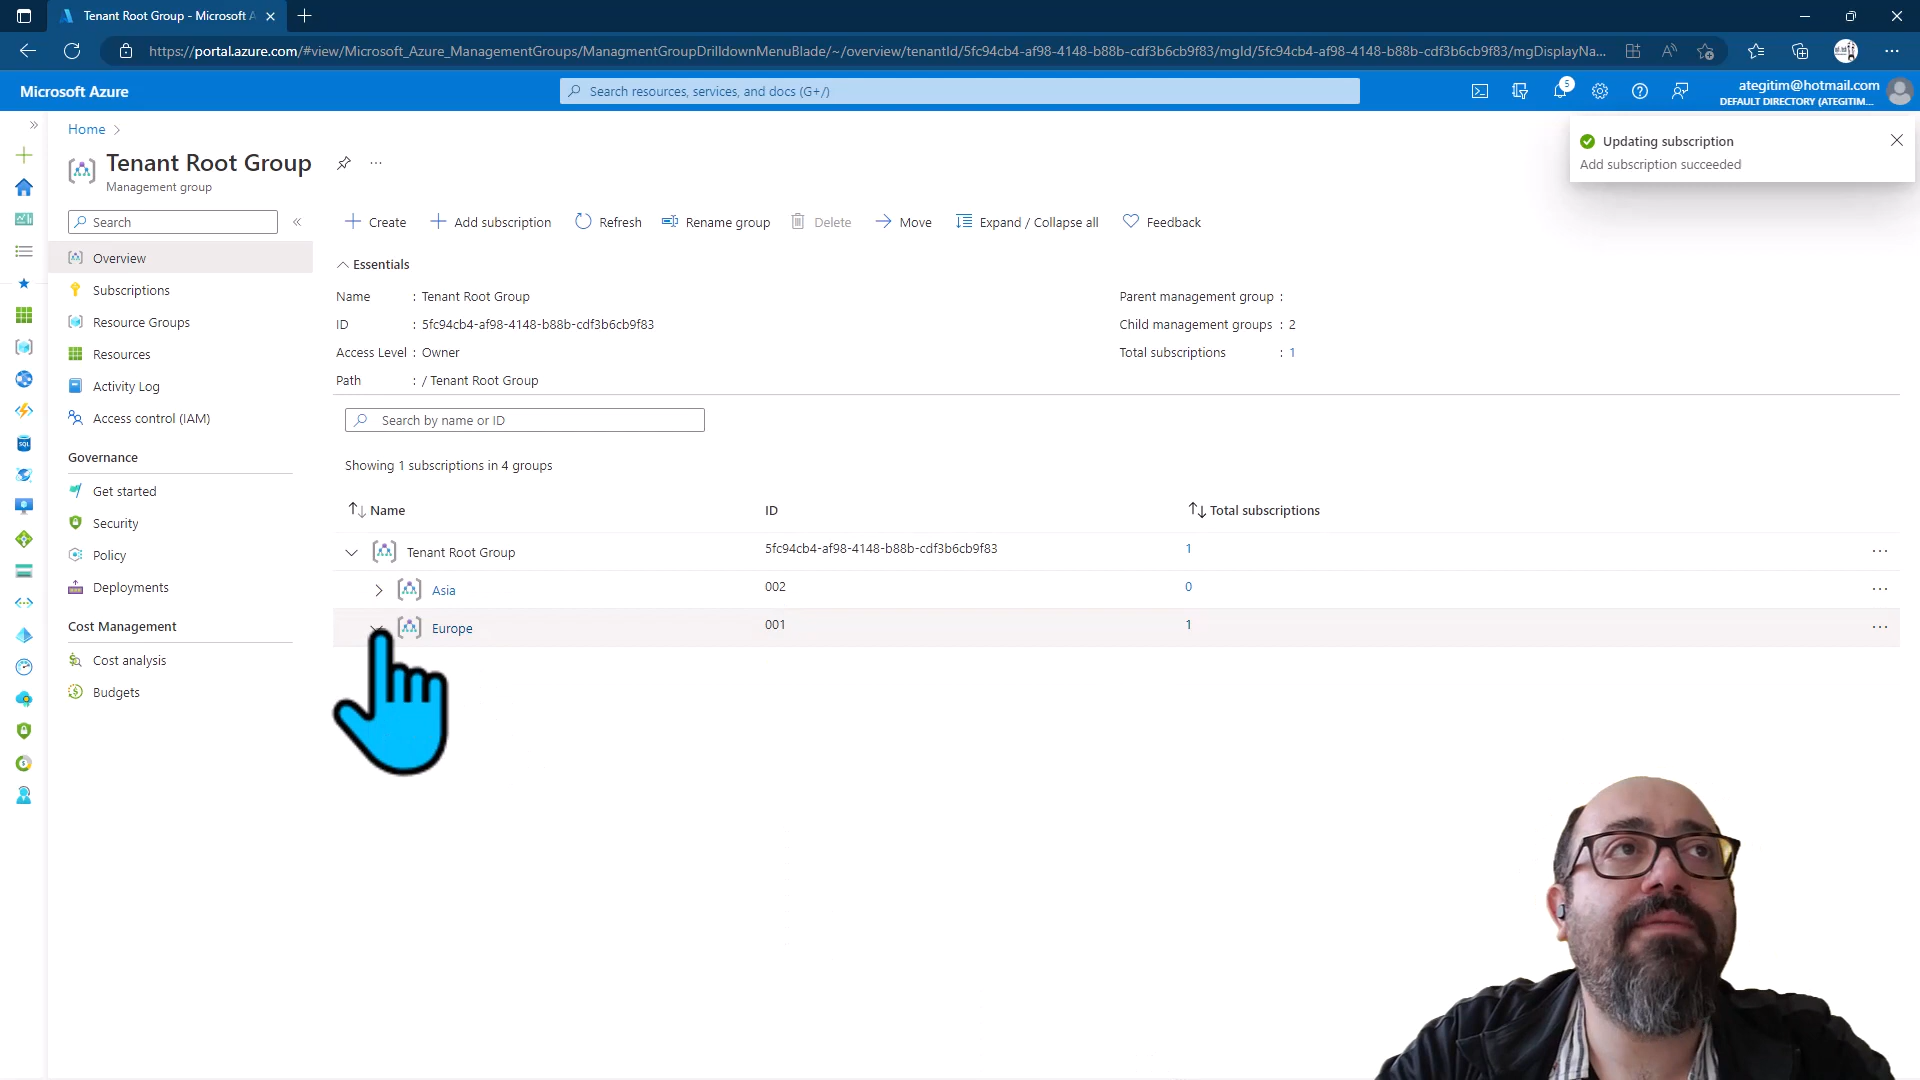 Tenant Root Group - Microsoft A
https://portal.azure.com/#view/Microsoft_Azure_ManagementGroups/ManagmentGroupDrilldownMenuBlade/~/overview/tenantId/5fc94cb4-af98-4148-b88b-cdf3b6cb9f83/mgId/5fc94cb4-af98-4148-b88b-cdf3b6cb9f83/mgDisplayNa...
Microsoft Azure
Search resources, services, and docs (G+/)
5
ategitim@hotmail.com
DEFAULT DIRECTORY (ATEGITIM...
Home
Updating subscription
Add subscription succeeded
Tenant Root Group
Management group
Search
Create
Add subscription
Refresh
Rename group
Delete
Move
Expand / Collapse all
Feedback
Overview
Subscriptions
Resource Groups
Resources
Activity Log
Access control (IAM)
Governance
Get started
Security
Policy
Deployments
Cost Management
Cost analysis
Budgets
SQL
Essentials
Name : Tenant Root Group
ID : 5fc94cb4-af98-4148-b88b-cdf3b6cb9f83
Access Level : Owner
Path : / Tenant Root Group
Parent management group :
Child management groups : 2
Total subscriptions : 1
Search by name or ID
Showing 1 subscriptions in 4 groups
Name ID Total subscriptions
Tenant Root Group 5fc94cb4-af98-4148-b88b-cdf3b6cb9f83 1
Asia 002 0
Europe 001 1